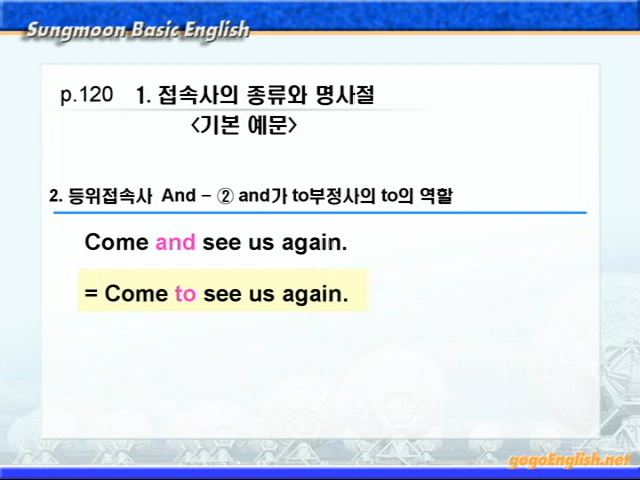 Sungmoon Basic English
p.120 1. 접속사의 종류와 명사절
<기본 예문>
2. 등위접속사 And - ② and가 to부정사의 to의 역할
Come and see us again.
= Come to see us again.
gogoEnglish.net